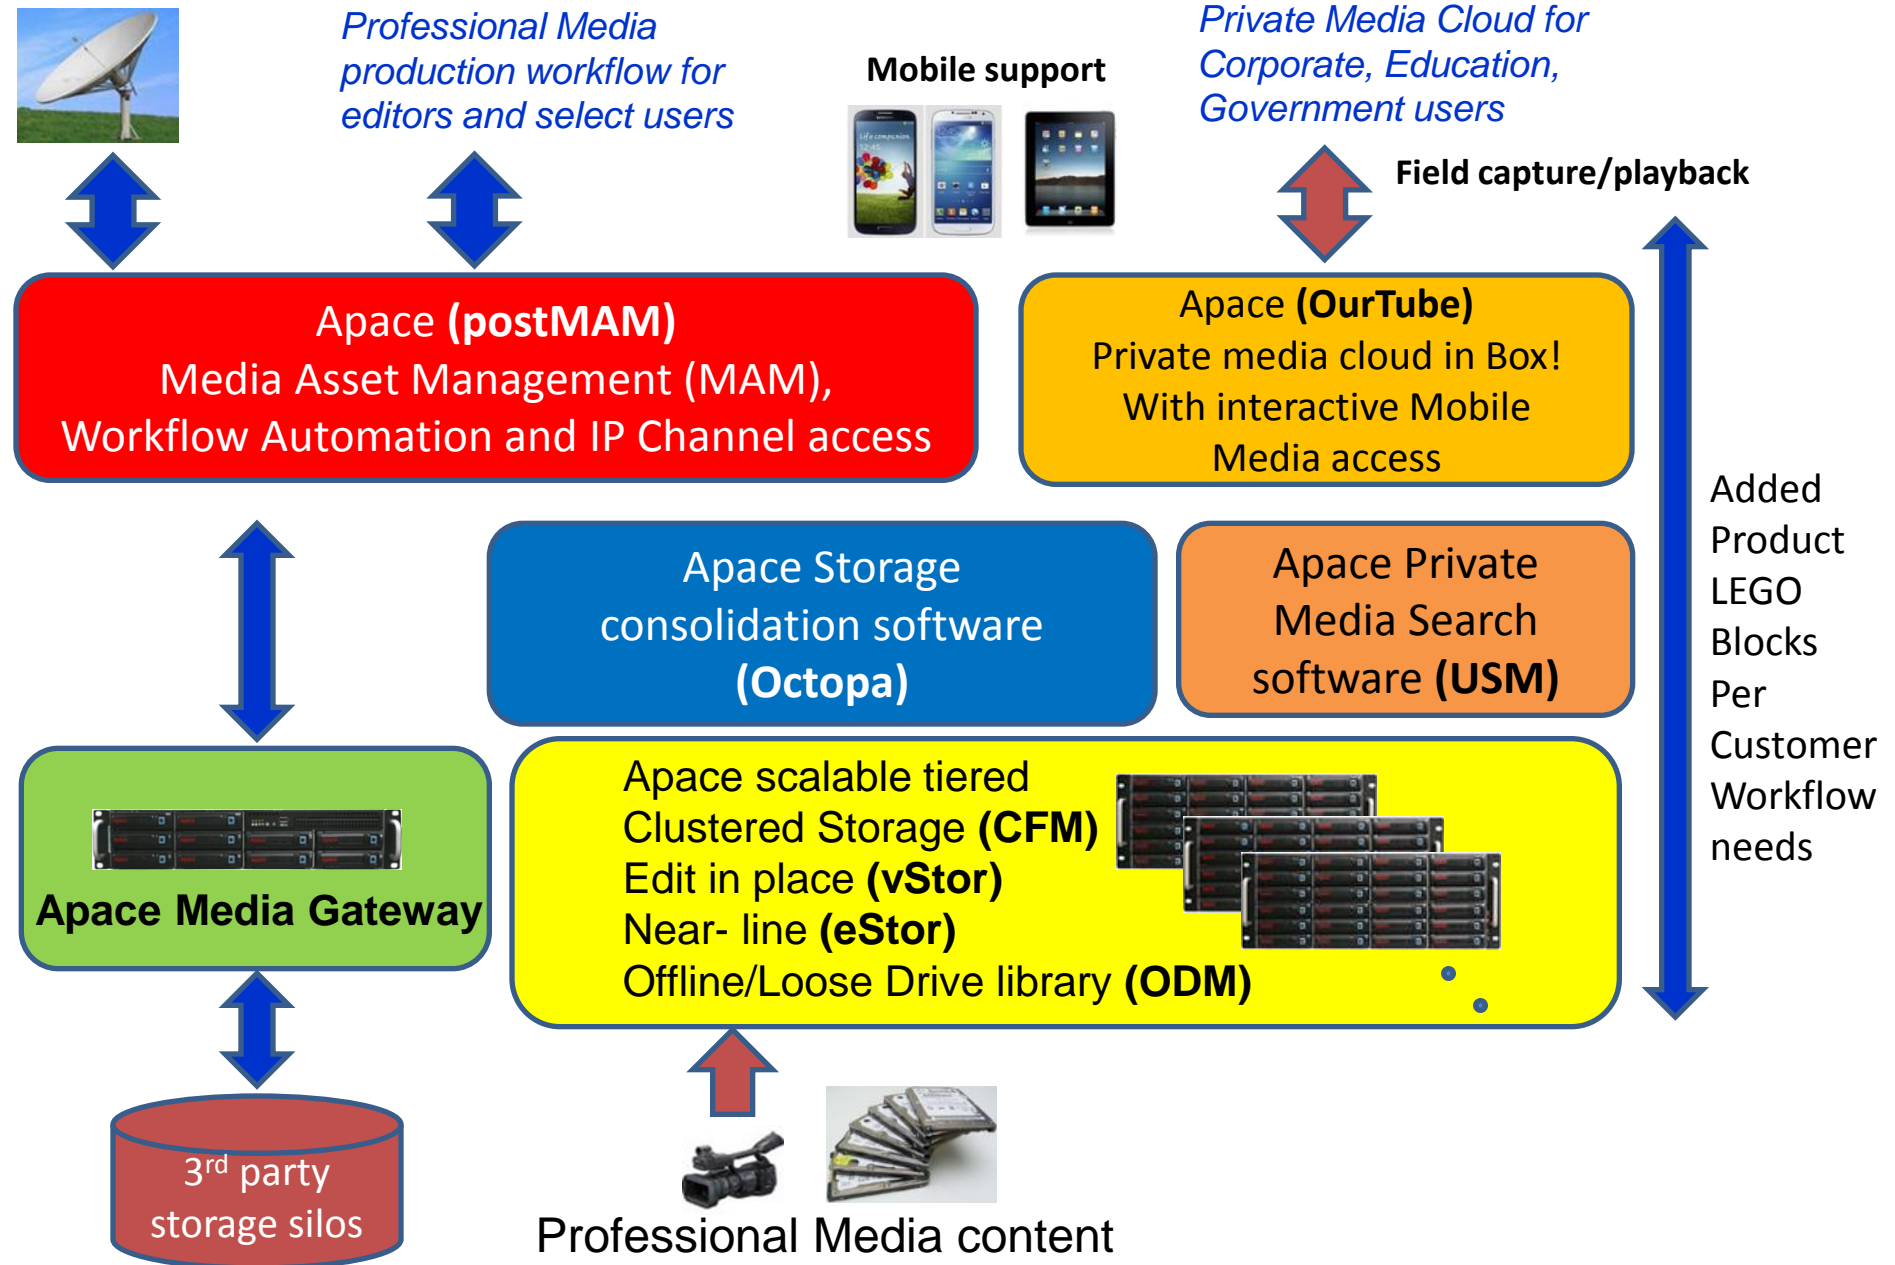 Professional Media
production workflow for
editors and select users
Mobile support
Private Media Cloud for
Corporate, Education,
Government users
Field capture/playback
Apace (postMAM)
Media Asset Management (MAM),
Workflow Automation and IP Channel access
Apace (OurTube)
Private media cloud in Box!
With interactive Mobile
Media access
Added
Product
LEGO
Blocks
Per
Customer
Workflow
needs
Apace Storage
consolidation software
(Octopa)
Apace Private
Media Search
software (USM)
Apace Media Gateway
Apace scalable tiered
Clustered Storage (CFM)
Edit in place (vStor)
Near- line (eStor)
Offline/Loose Drive library (ODM)
3rd party
storage silos
Professional Media content